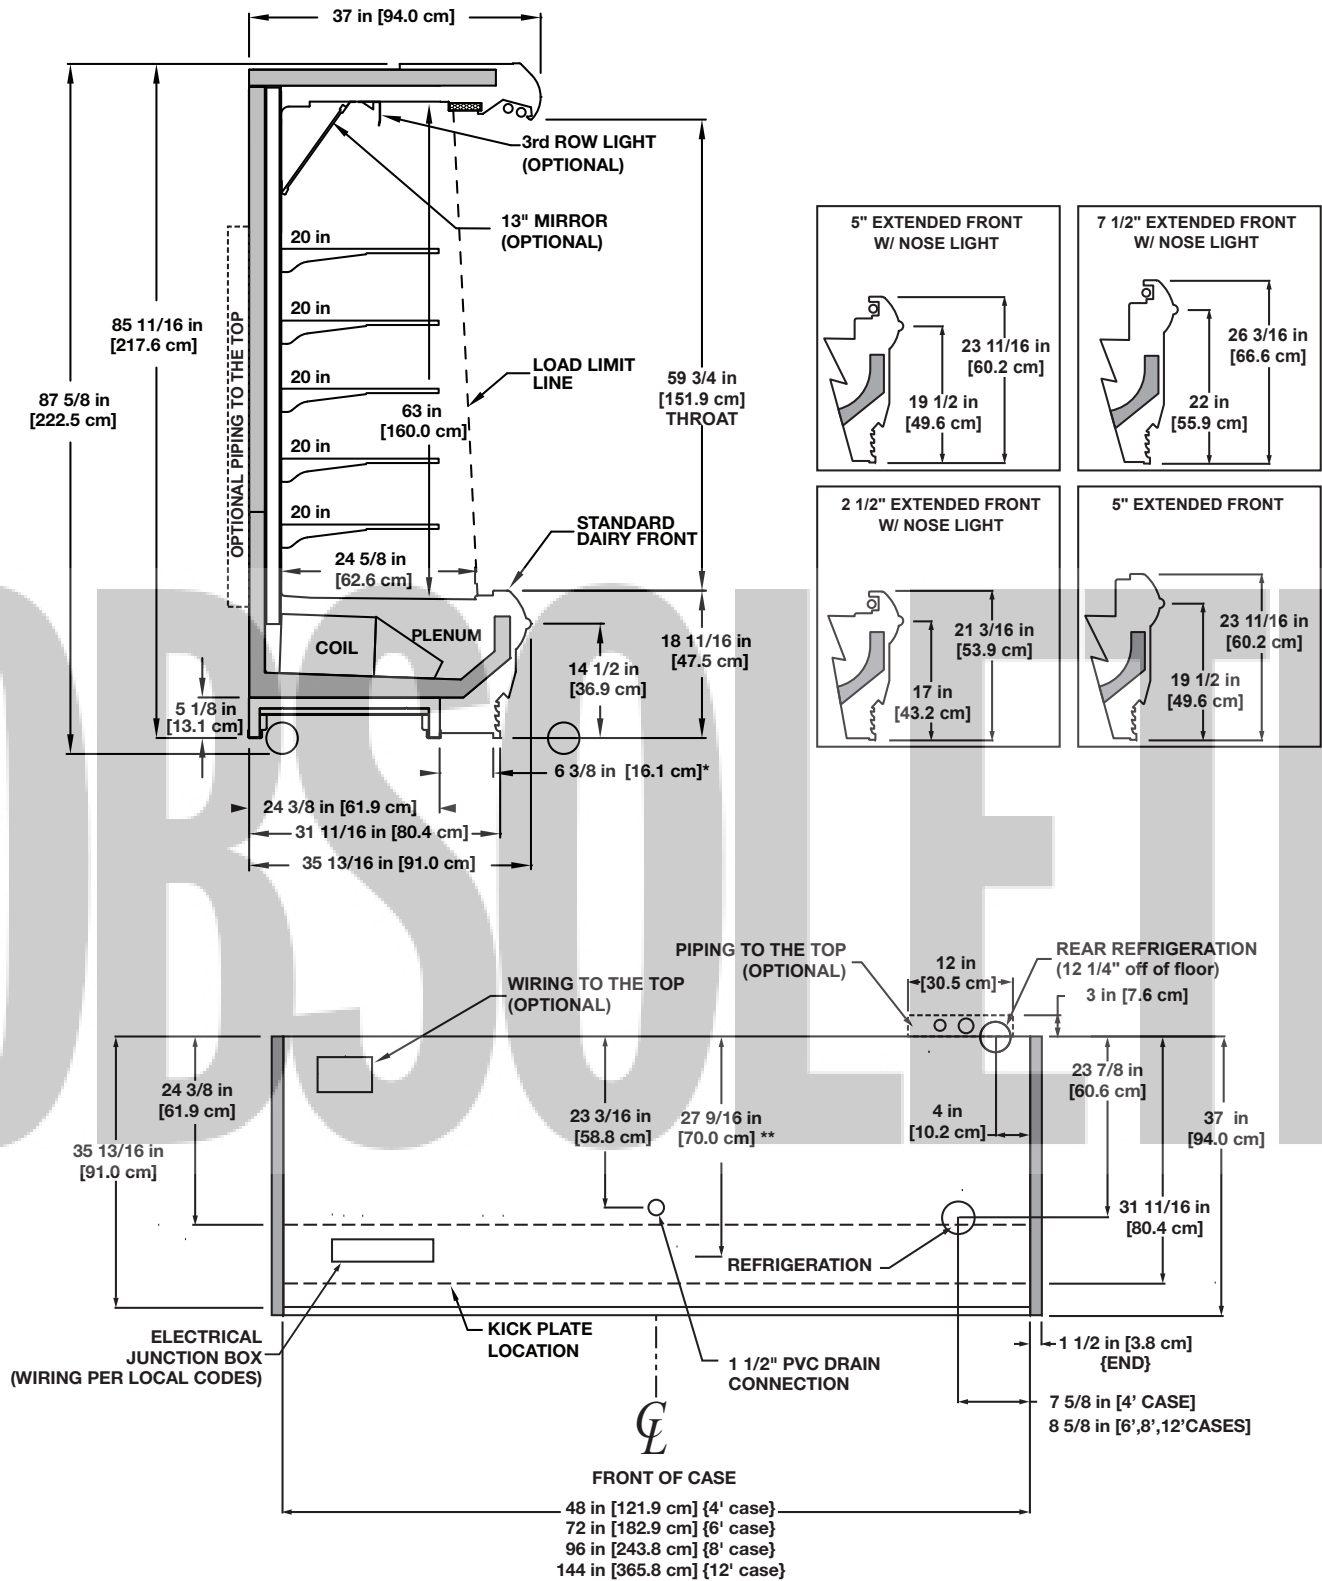 37 in [94.0 cm]
3rd ROW LIGHT
(OPTIONAL)
13" MIRROR
(OPTIONAL)
20 in
20 in
20 in
20 in
20 in
85 11/16 in
[217.6 cm]
87 5/8 in
[222.5 cm]
OPTIONAL PIPING TO THE TOP
LOAD LIMIT
LINE
63 in
[160.0 cm]
59 3/4 in
[151.9 cm]
THROAT
STANDARD
DAIRY FRONT
24 5/8 in
[62.6 cm]
COIL
PLENUM
18 11/16 in
[47.5 cm]
14 1/2 in
[36.9 cm]
5 1/8 in
[13.1 cm]
6 3/8 in [16.1 cm]*
24 3/8 in [61.9 cm]
31 11/16 in [80.4 cm]
35 13/16 in [91.0 cm]
5" EXTENDED FRONT
W/ NOSE LIGHT
23 11/16 in
[60.2 cm]
19 1/2 in
[49.6 cm]
7 1/2" EXTENDED FRONT
W/ NOSE LIGHT
26 3/16 in
[66.6 cm]
22 in
[55.9 cm]
2 1/2" EXTENDED FRONT
W/ NOSE LIGHT
21 3/16 in
[53.9 cm]
17 in
[43.2 cm]
5" EXTENDED FRONT
23 11/16 in
[60.2 cm]
19 1/2 in
[49.6 cm]
OBSOLETE
PIPING TO THE TOP
(OPTIONAL)
12 in
[30.5 cm]
REAR REFRIGERATION
(12 1/4" off of floor)
3 in [7.6 cm]
WIRING TO THE TOP
(OPTIONAL)
24 3/8 in
[61.9 cm]
35 13/16 in
[91.0 cm]
23 3/16 in
[58.8 cm]
27 9/16 in
[70.0 cm] **
4 in
[10.2 cm]
23 7/8 in
[60.6 cm]
37 in
[94.0 cm]
31 11/16 in
[80.4 cm]
REFRIGERATION
ELECTRICAL
JUNCTION BOX
(WIRING PER LOCAL CODES)
KICK PLATE
LOCATION
1 1/2" PVC DRAIN
CONNECTION
1 1/2 in [3.8 cm]
{END}
7 5/8 in [4' CASE]
8 5/8 in [6',8',12'CASES]
CL
FRONT OF CASE
48 in [121.9 cm] {4' case}
72 in [182.9 cm] {6' case}
96 in [243.8 cm] {8' case}
144 in [365.8 cm] {12' case}